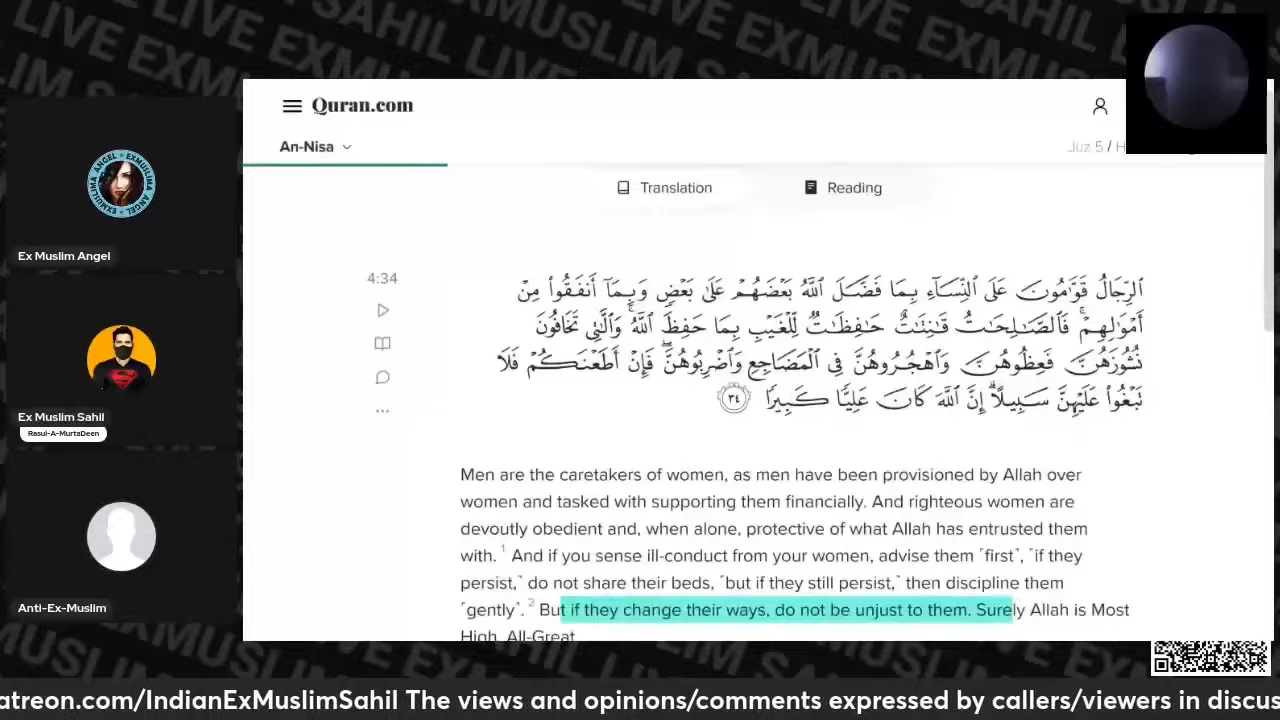 Quran.com
An-Nisa
Juz 5 / H
Translation
Reading
4:34
ٱلرِّجَالُ قَوَّٰمُونَ عَلَى ٱلنِّسَآءِ بِمَا فَضَّلَ ٱللَّهُ بَعْضَهُمْ عَلَىٰ بَعْضٍ وَبِمَآ أَنفَقُوا۟ مِنْ
أَمْوَٰلِهِمْ ۚ فَٱلصَّـٰلِحَـٰتُ قَـٰنِتَـٰتٌ حَـٰفِظَـٰتٌ لِّلْغَيْبِ بِمَا حَفِظَ ٱللَّهُ ۚ وَٱلَّـٰتِى تَخَافُونَ
نُشُوزَهُنَّ فَعِظُوهُنَّ وَٱهْجُرُوهُنَّ فِى ٱلْمَضَاجِعِ وَٱضْرِبُوهُنَّ ۖ فَإِنْ أَطَعْنَكُمْ فَلَا
تَبْغُوا۟ عَلَيْهِنَّ سَبِيلًا ۗ إِنَّ ٱللَّهَ كَانَ عَلِيًّا كَبِيرًا ٣٤
Men are the caretakers of women, as men have been provisioned by Allah over
women and tasked with supporting them financially. And righteous women are
devoutly obedient and, when alone, protective of what Allah has entrusted them
with. 1 And if you sense ill-conduct from your women, advise them ˹first˺, ˹if they
persist,˺ do not share their beds, ˹but if they still persist,˺ then discipline them
˹gently˺. 2 But if they change their ways, do not be unjust to them. Surely Allah is Most
High, All-Great
Ex Muslim Angel
Ex Muslim Sahil
Rasul-A-MurtaDeen
Anti-Ex-Muslim
atreon.com/IndianExMuslimSahil The views and opinions/comments expressed by callers/viewers in discus